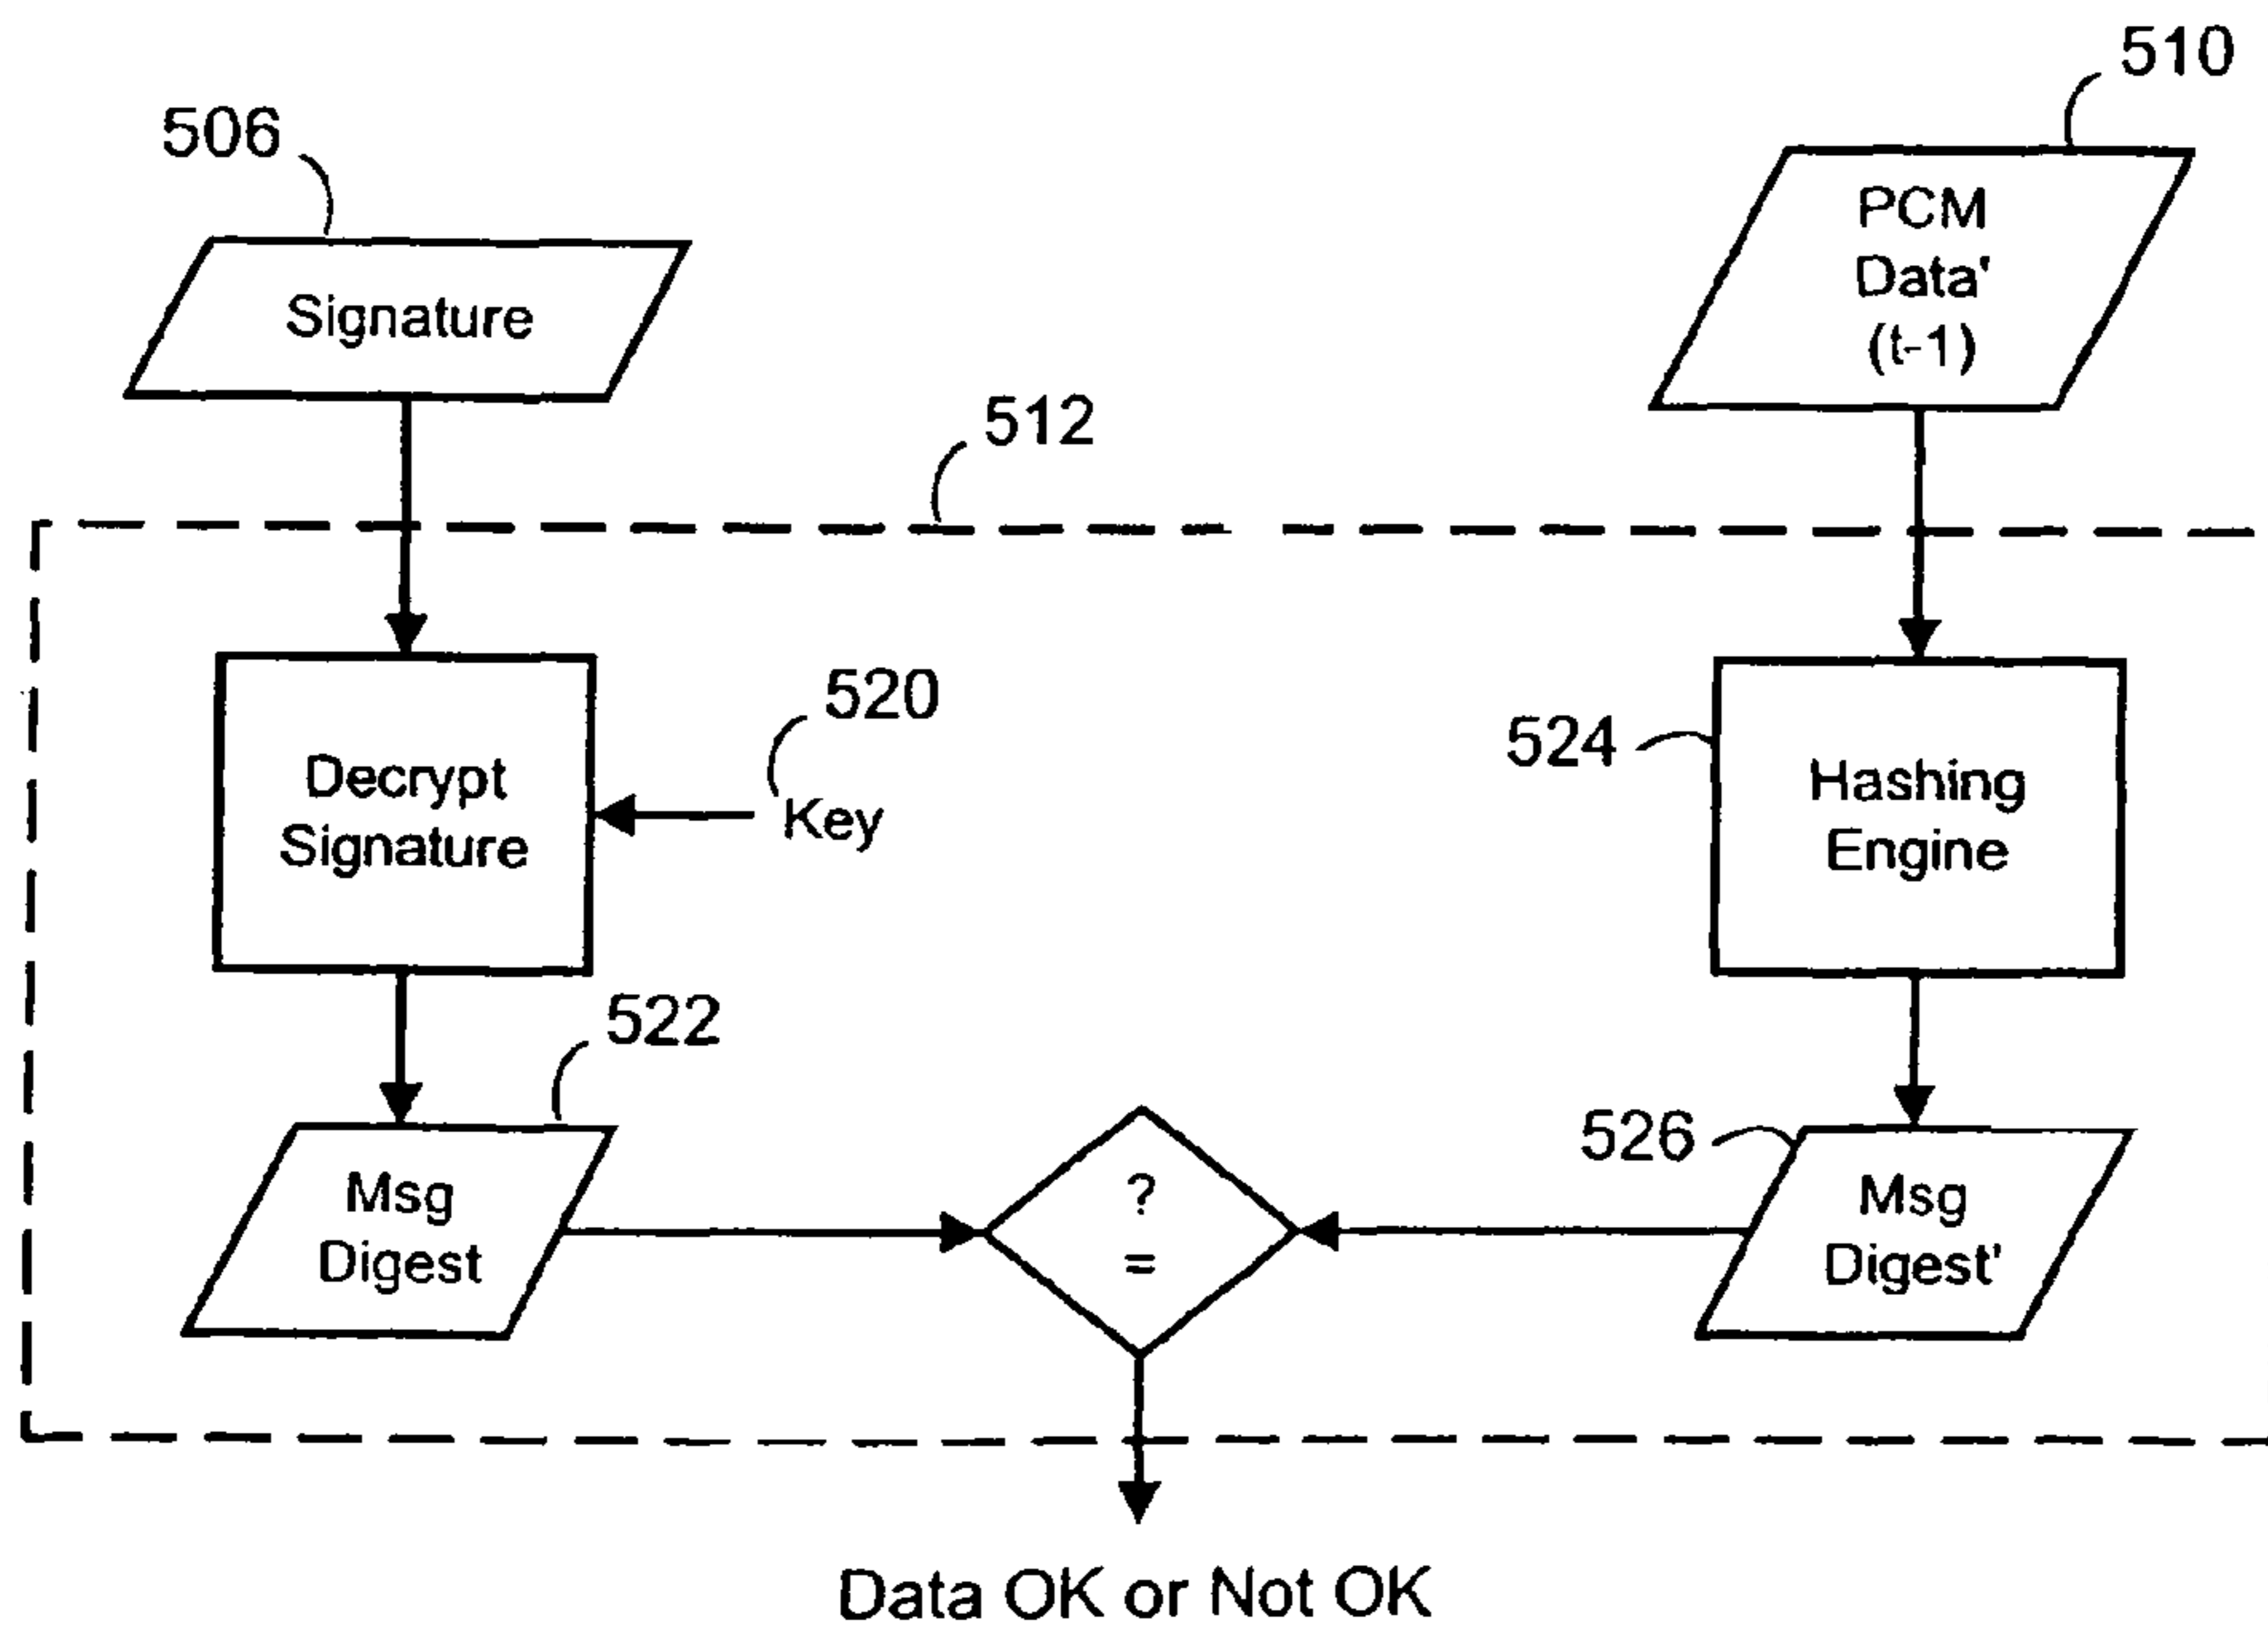 510
506
PCM
Data'
(t-1)
Signature
512
520
524
Decrypt
Signature
Key
Hashing
Engine
522
526
Msg
Digest
?
=
Msg
Digest'
Data OK or Not OK